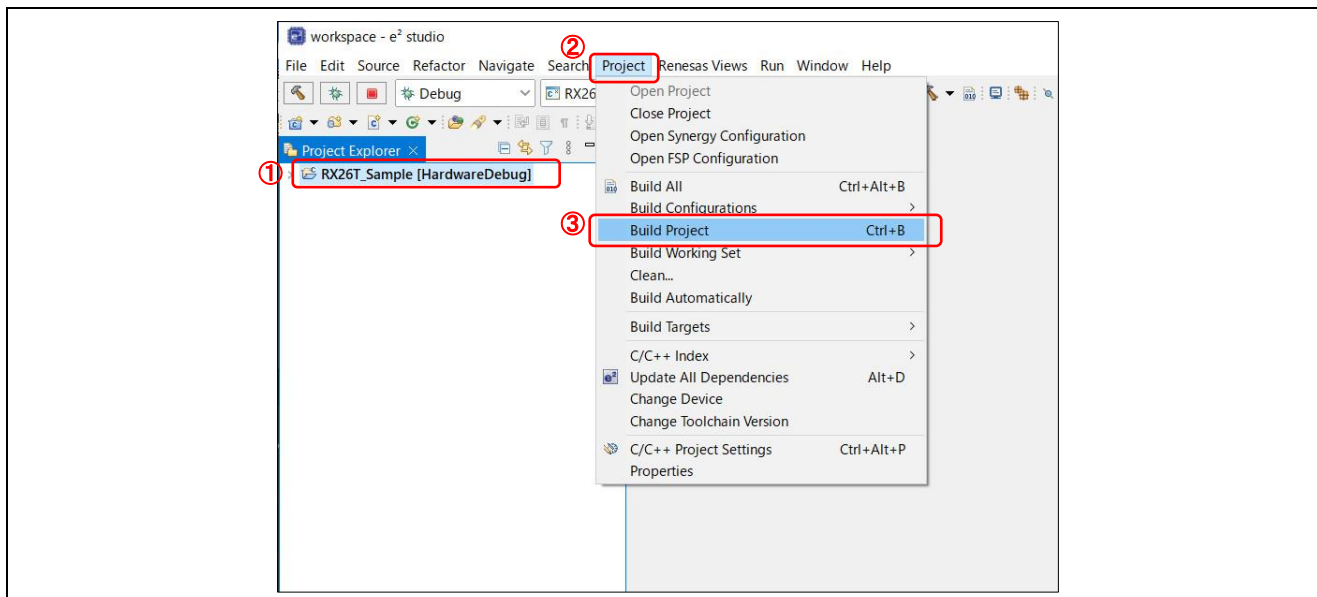 workspace - e² studio
②
File Edit Source Refactor Navigate Search Project Renesas Views Run Window Help
Debug
RX26
Project Explorer
① RX26T_Sample [HardwareDebug]
Open Project
Close Project
Open Synergy Configuration
Open FSP Configuration
Build All Ctrl+Alt+B
Build Configurations >
③ Build Project Ctrl+B
Build Working Set >
Clean...
Build Automatically
Build Targets >
C/C++ Index >
Update All Dependencies Alt+D
Change Device
Change Toolchain Version
C/C++ Project Settings Ctrl+Alt+P
Properties